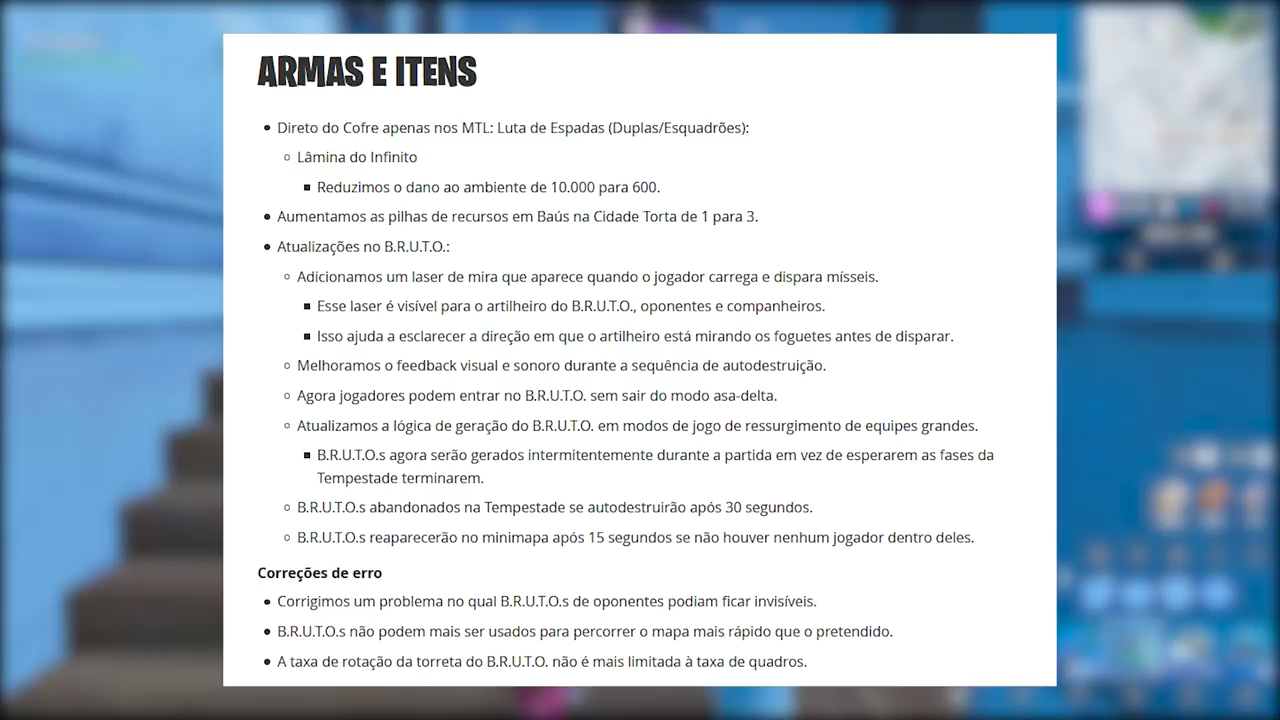 ARMAS E ITENS
Direto do Cofre apenas nos MTL: Luta de Espadas (Duplas/Esquadrões):
Lâmina do Infinito
Reduzimos o dano ao ambiente de 10.000 para 600.
Aumentamos as pilhas de recursos em Baús na Cidade Torta de 1 para 3.
Atualizações no B.R.U.T.O.:
Adicionamos um laser de mira que aparece quando o jogador carrega e dispara mísseis.
Esse laser é visível para o artilheiro do B.R.U.T.O., oponentes e companheiros.
Isso ajuda a esclarecer a direção em que o artilheiro está mirando os foguetes antes de disparar.
Melhoramos o feedback visual e sonoro durante a sequência de autodestruição.
Agora jogadores podem entrar no B.R.U.T.O. sem sair do modo asa-delta.
Atualizamos a lógica de geração do B.R.U.T.O. em modos de jogo de ressurgimento de equipes grandes.
B.R.U.T.O.s agora serão gerados intermitentemente durante a partida em vez de esperarem as fases da
Tempestade terminarem.
B.R.U.T.O.s abandonados na Tempestade se autodestruirão após 30 segundos.
B.R.U.T.O.s reaparecerão no minimapa após 15 segundos se não houver nenhum jogador dentro deles.
Correções de erro
Corrigimos um problema no qual B.R.U.T.O.s de oponentes podiam ficar invisíveis.
B.R.U.T.O.s não podem mais ser usados para percorrer o mapa mais rápido que o pretendido.
A taxa de rotação da torreta do B.R.U.T.O. não é mais limitada à taxa de quadros.